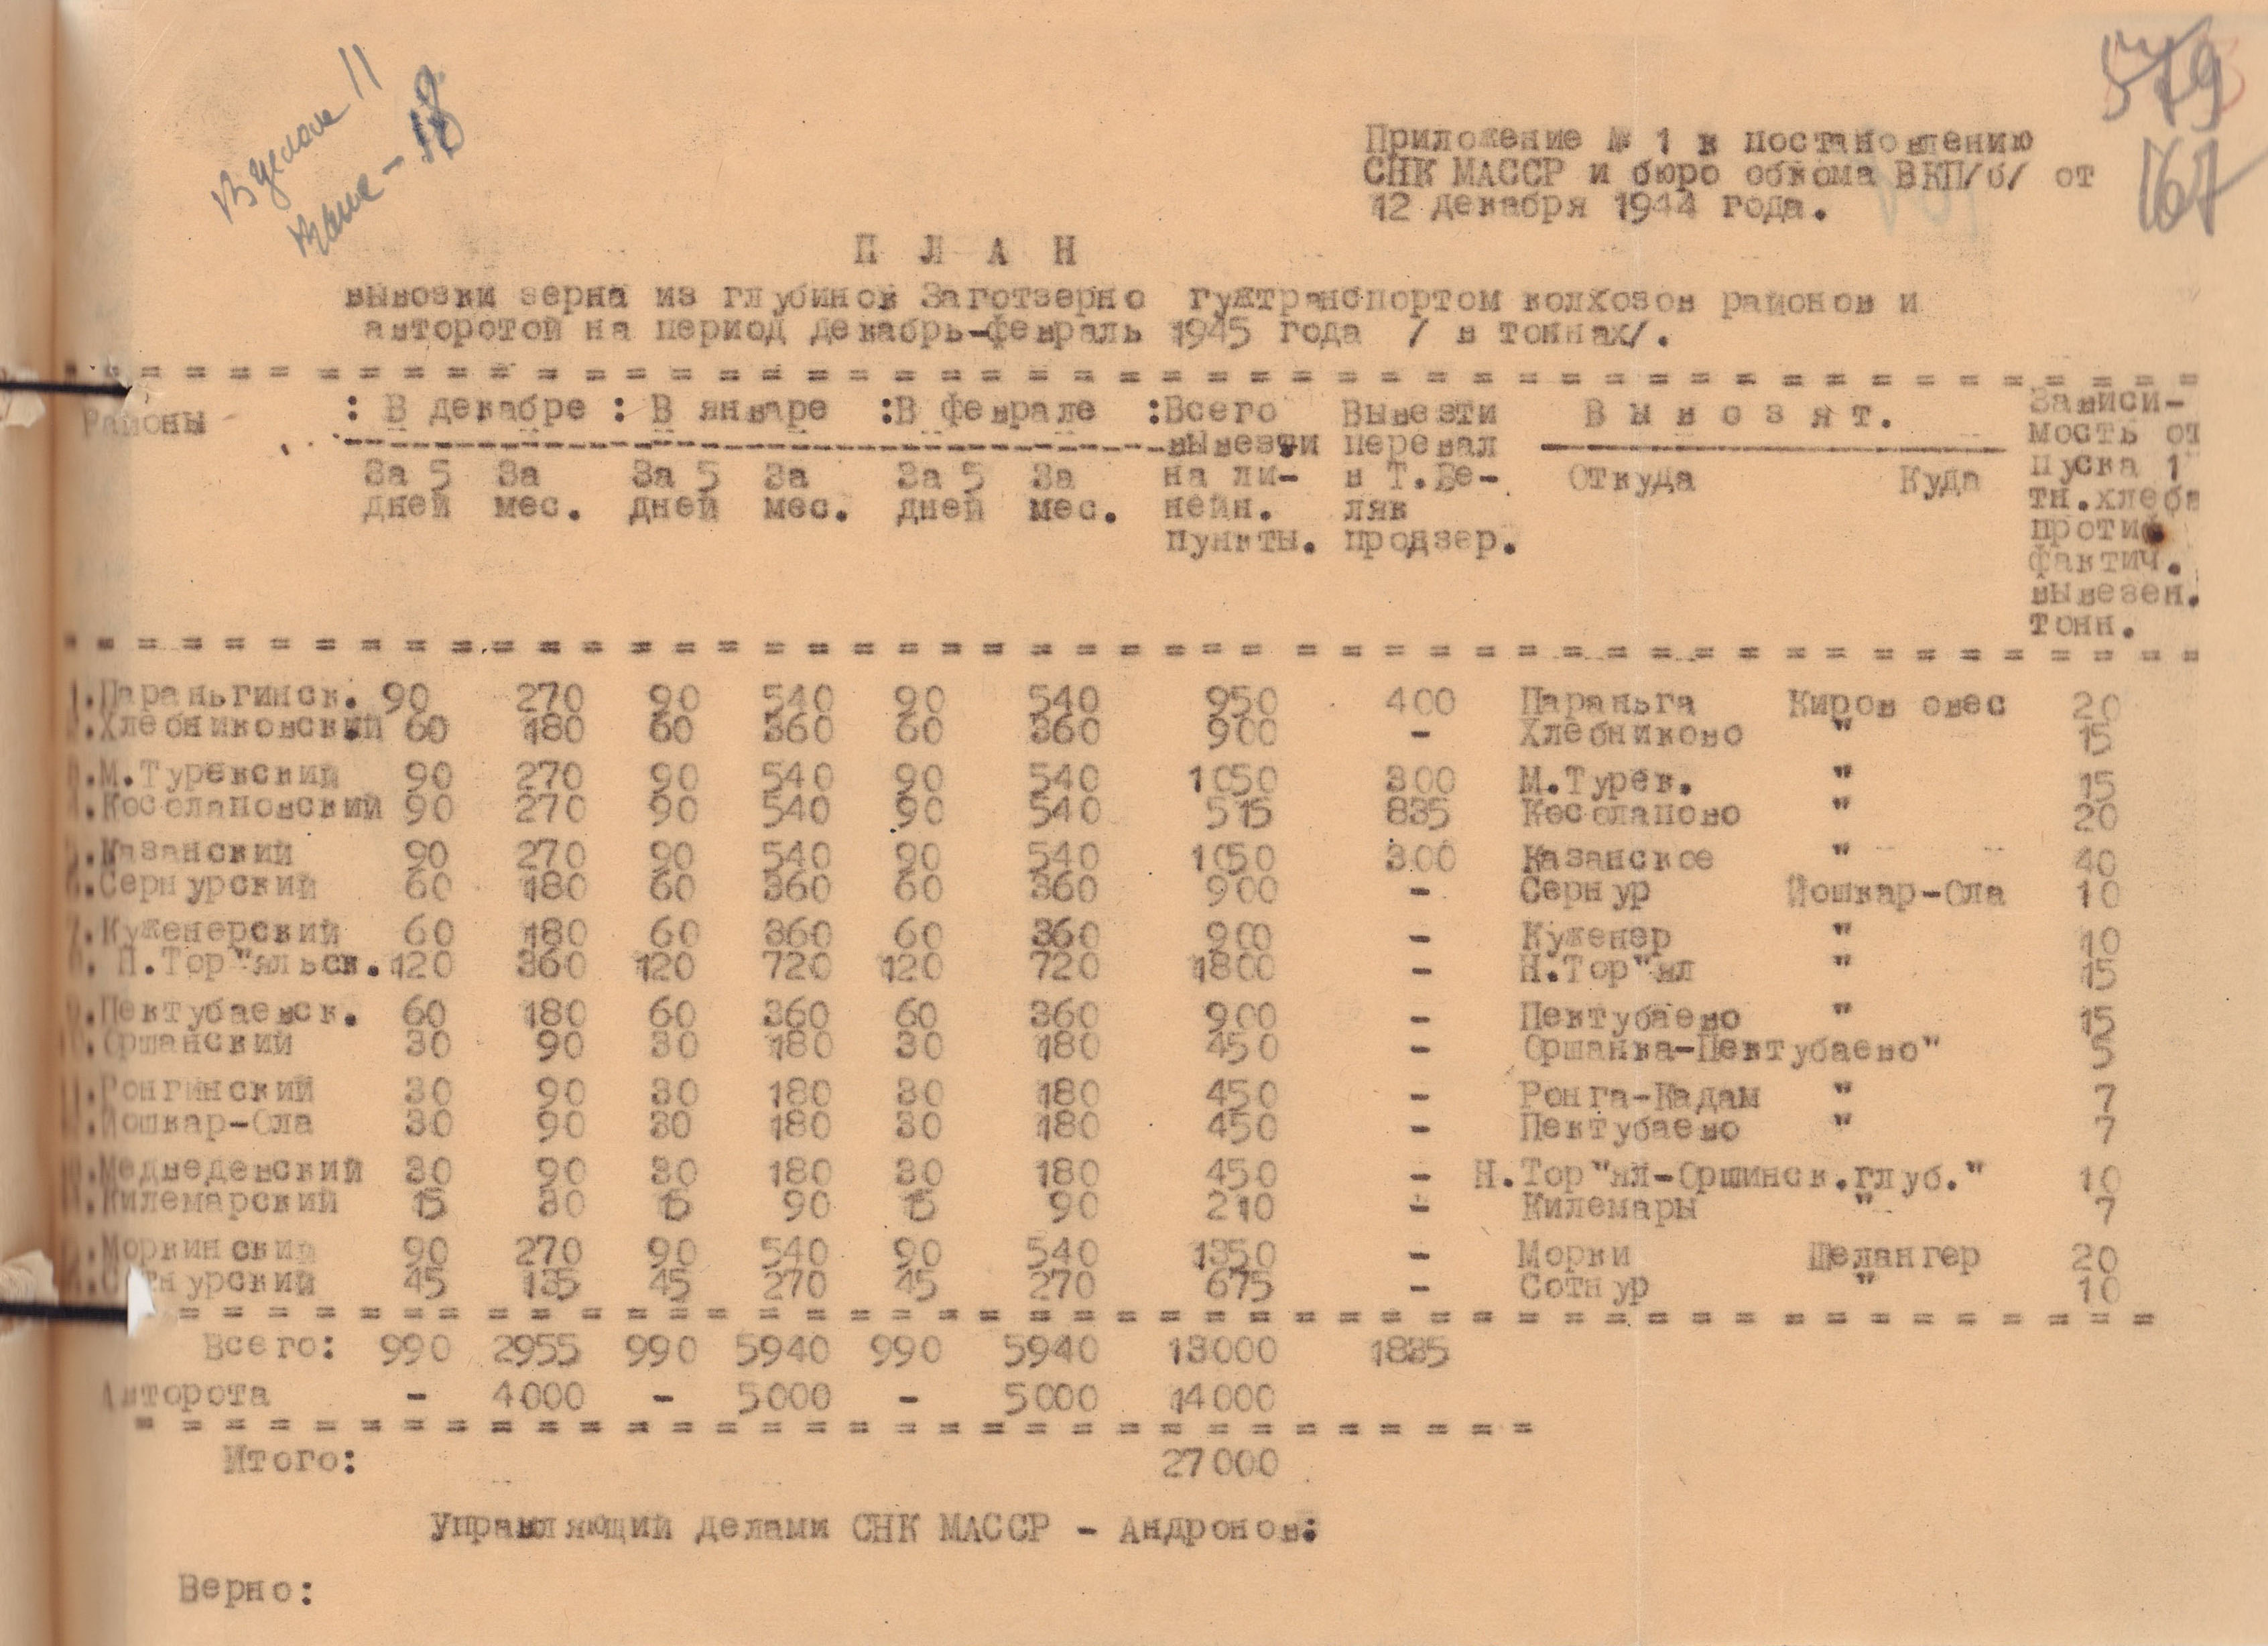 579
167
Приложение № 1 к постановлению
СНК МАССР и бюро обкома ВКП/б/ от
12 декабря 1944 года.
П Л А Н
вывозки зерна из глубинок Заготзерно гужтранспортом колхозов районов и
авторотой на период декабрь-февраль 1945 года / в тоннах/.
Районы : В декабре : В январе :В феврале :Всего вывезти на ли- нейн. пункты. Вывезти перевал в Т.Бе- ляк продзер. В ы в о з я т. Зависи- мость от пуска 1 тн.хлеба против фактич. вывезен. тонн.
За 5 дней За мес. За 5 дней За мес. За 5 дней За мес. Откуда Куда
1.Параньгинск. 90 270 90 540 90 540 950 400 Параньга Киров овес 20
2.Хлебниковский 60 180 60 360 60 360 900 - Хлебниково " 15
3.М.Турекский 90 270 90 540 90 540 1050 300 М.Турек. " 15
4.Косолаповский 90 270 90 540 90 540 515 835 Косолапово " 20
5.Казанский 90 270 90 540 90 540 1050 300 Казанское " 40
6.Сернурский 60 180 60 360 60 360 900 - Сернур Йошкар-Ола 10
7.Куженерский 60 180 60 360 60 360 900 - Куженер " 10
8. Н.Тор"яльск. 120 360 120 720 120 720 1800 - Н.Тор"ял " 15
9.Пектубаевск. 60 180 60 360 60 360 900 - Пектубаево " 15
10.Оршанский 30 90 30 180 30 180 450 - Оршанка-Пектубаево" 5
11.Ронгинский 30 90 30 180 30 180 450 - Ронга-Кадам " 7
12.Йошкар-Ола 30 90 30 180 30 180 450 - Пектубаево " 7
13.Медведевский 30 90 30 180 30 180 450 - Н.Тор"ял-Оршинск.глуб." 10
14.Килемарский 15 30 15 90 15 90 210 - Килемары " 7
15.Моркинский 90 270 90 540 90 540 1350 - Морки Шелангер 20
16.Сотнурский 45 135 45 270 45 270 675 - Сотнур " 10
Всего: 990 2955 990 5940 990 5940 13000 1835
Авторота - 4000 - 5000 - 5000 14000
Итого: 27000
Управляющий делами СНК МАССР - Андронов:
Верно: